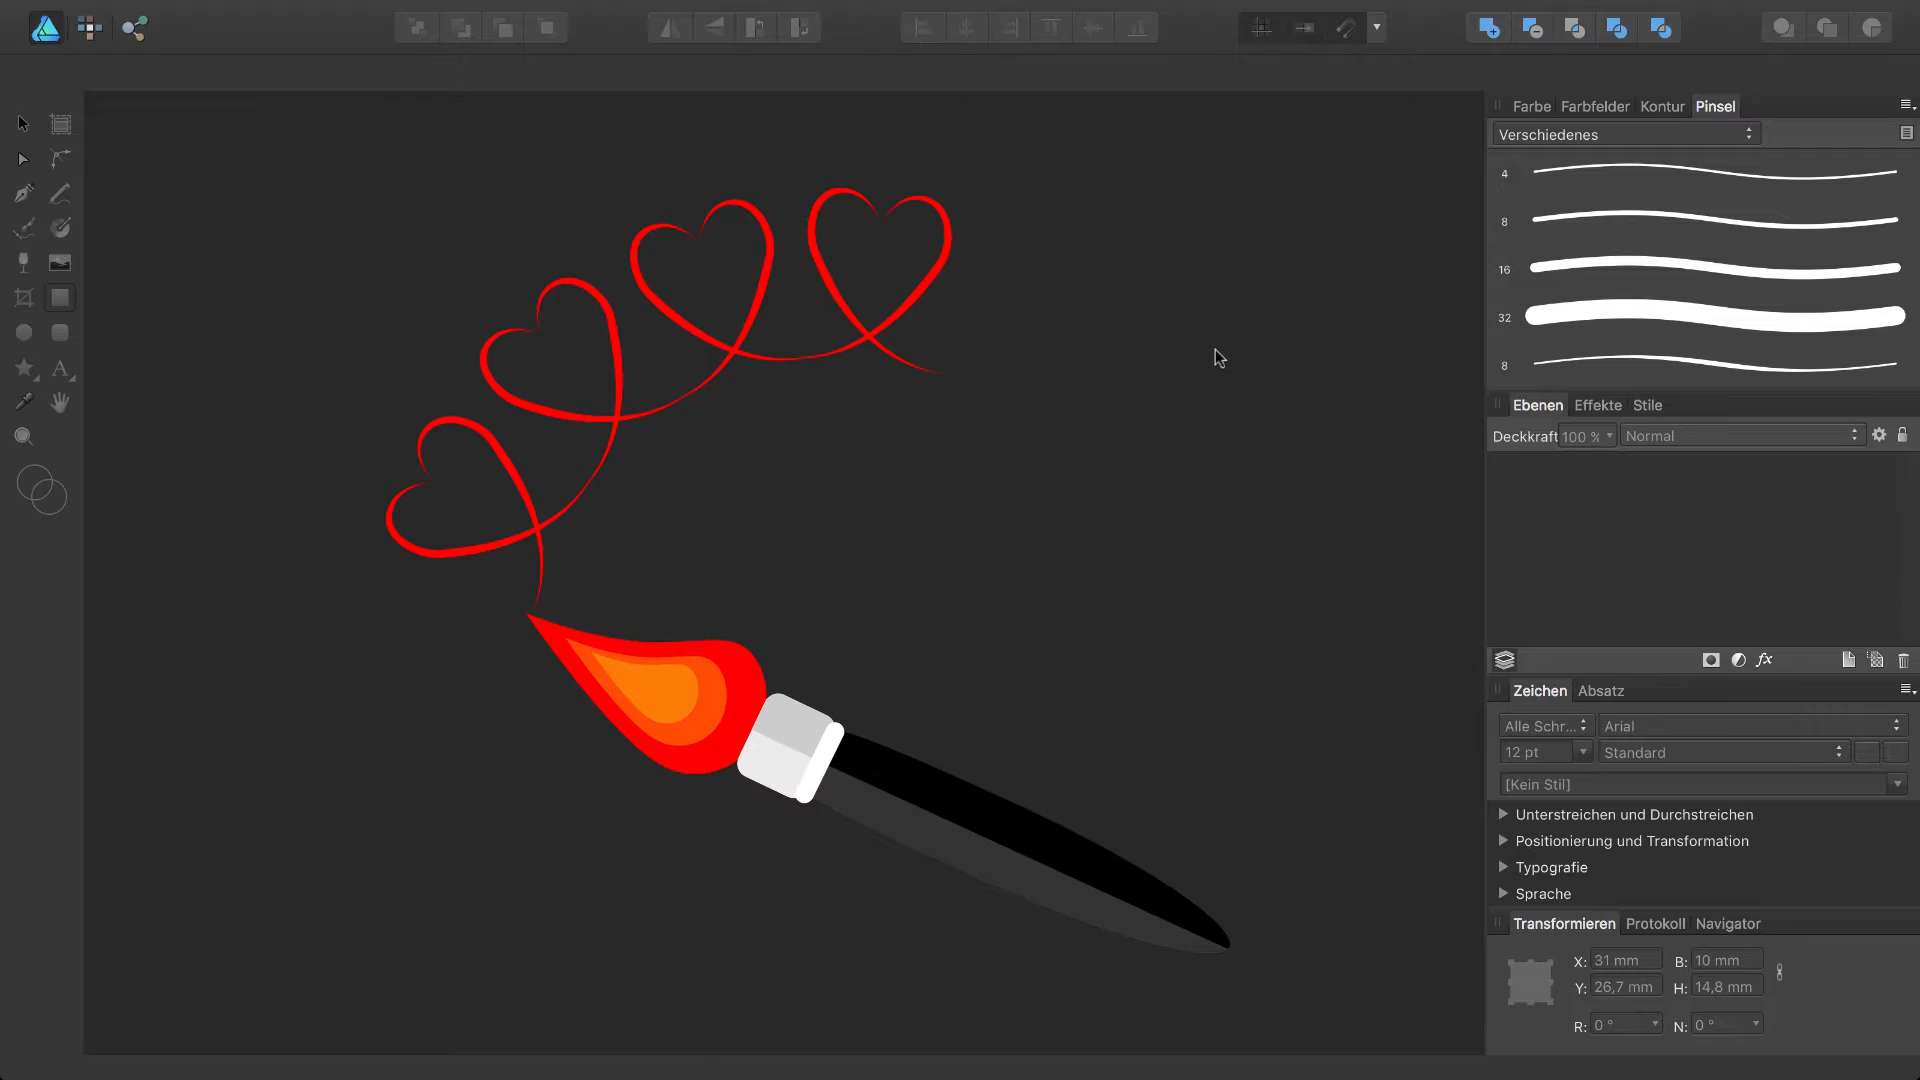 Farbe Farbfelder Kontur Pinsel
Verschiedenes
4
8
16
32
8
Ebenen Effekte Stile
Deckkraft 100 % Normal
fx
Zeichen Absatz
Alle Schr... Arial
12 pt Standard
[Kein Stil]
Unterstreichen und Durchstreichen
Positionierung und Transformation
Typografie
Sprache
Transformieren Protokoll Navigator
X: 31 mm B: 10 mm
Y: 26,7 mm H: 14,8 mm
R: 0 ° N: 0 °